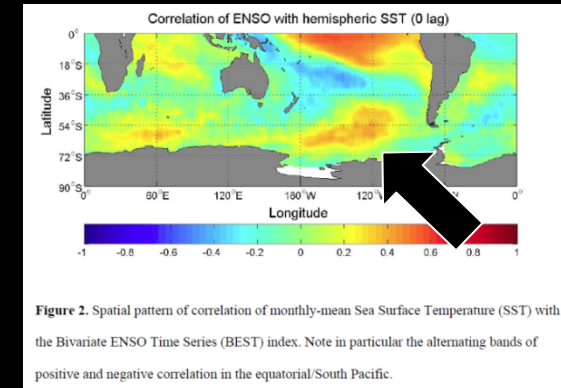 Correlation of ENSO with hemispheric SST (0 lag)
0°
18°S
36°S
54°S
72°S
90°S
Latitude
0° 60°E 120°E 180°W 120°W 0°
Longitude
-1 -0.8 -0.6 -0.4 -0.2 0 0.2 0.4 0.6 0.8 1
Figure 2. Spatial pattern of correlation of monthly-mean Sea Surface Temperature (SST) with
the Bivariate ENSO Time Series (BEST) index. Note in particular the alternating bands of
positive and negative correlation in the equatorial/South Pacific.